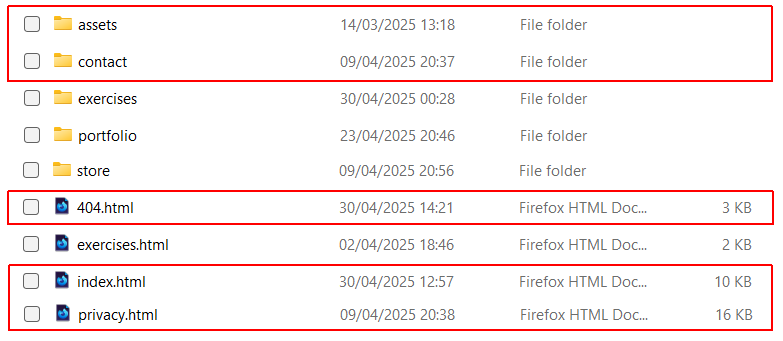 assets 14/03/2025 13:18 File folder
contact 09/04/2025 20:37 File folder
exercises 30/04/2025 00:28 File folder
portfolio 23/04/2025 20:46 File folder
store 09/04/2025 20:56 File folder
404.html 30/04/2025 14:21 Firefox HTML Doc... 3 KB
exercises.html 02/04/2025 18:46 Firefox HTML Doc... 2 KB
index.html 30/04/2025 12:57 Firefox HTML Doc... 10 KB
privacy.html 09/04/2025 20:38 Firefox HTML Doc... 16 KB